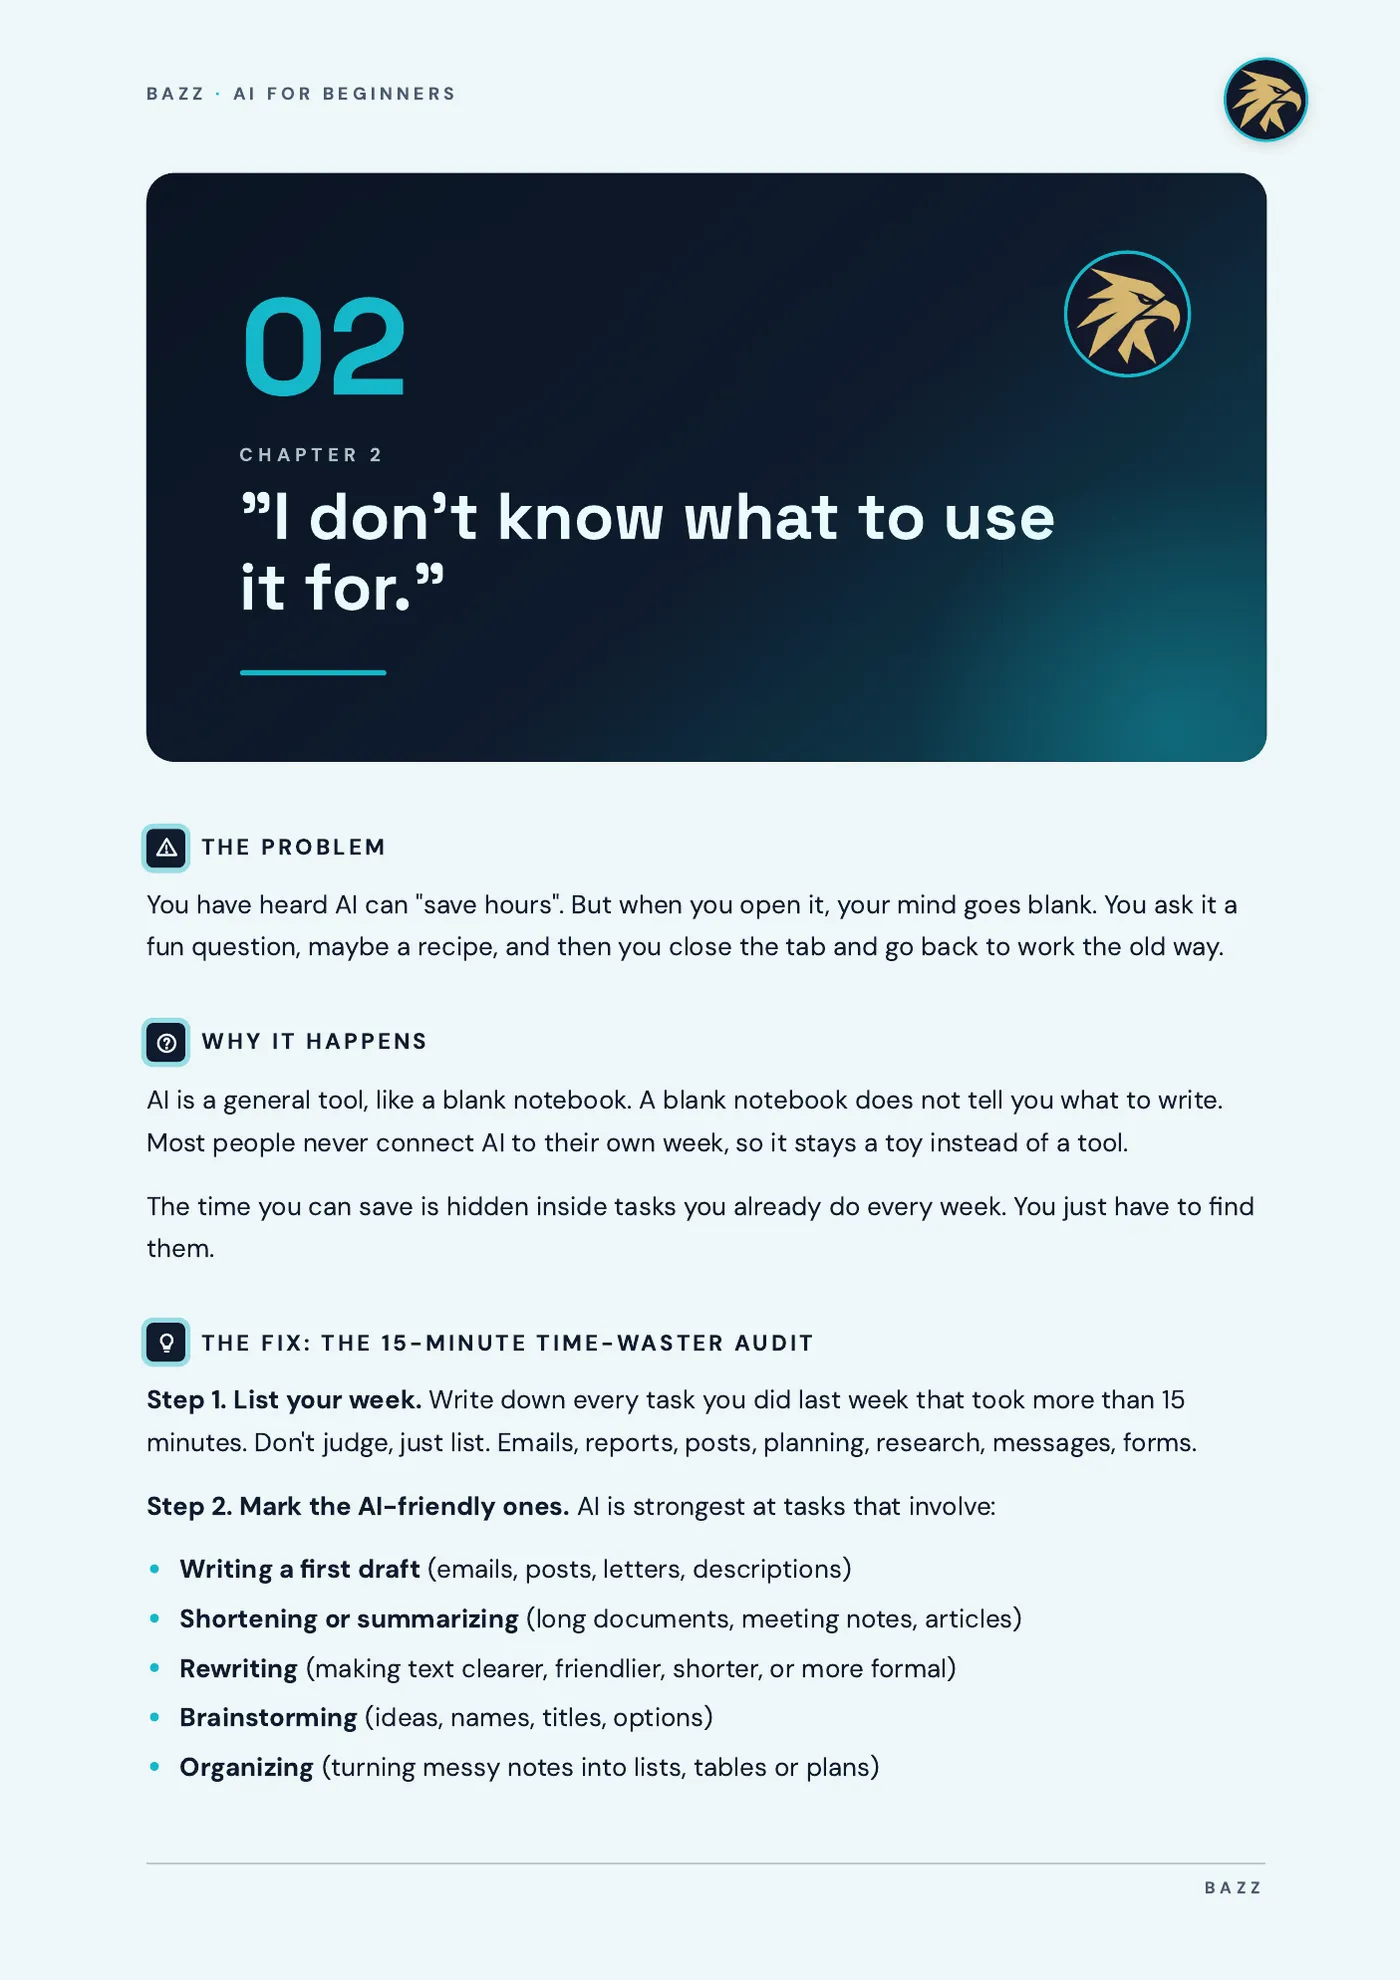 BAZZ · AI FOR BEGINNERS
02
CHAPTER 2
”I don’t know what to use
it for.”
THE PROBLEM
You have heard AI can "save hours". But when you open it, your mind goes blank. You ask it a
fun question, maybe a recipe, and then you close the tab and go back to work the old way.
WHY IT HAPPENS
AI is a general tool, like a blank notebook. A blank notebook does not tell you what to write.
Most people never connect AI to their own week, so it stays a toy instead of a tool.
The time you can save is hidden inside tasks you already do every week. You just have to find
them.
THE FIX: THE 15-MINUTE TIME-WASTER AUDIT
Step 1. List your week. Write down every task you did last week that took more than 15
minutes. Don't judge, just list. Emails, reports, posts, planning, research, messages, forms.
Step 2. Mark the AI-friendly ones. AI is strongest at tasks that involve:
• Writing a first draft (emails, posts, letters, descriptions)
• Shortening or summarizing (long documents, meeting notes, articles)
• Rewriting (making text clearer, friendlier, shorter, or more formal)
• Brainstorming (ideas, names, titles, options)
• Organizing (turning messy notes into lists, tables or plans)
BAZZ